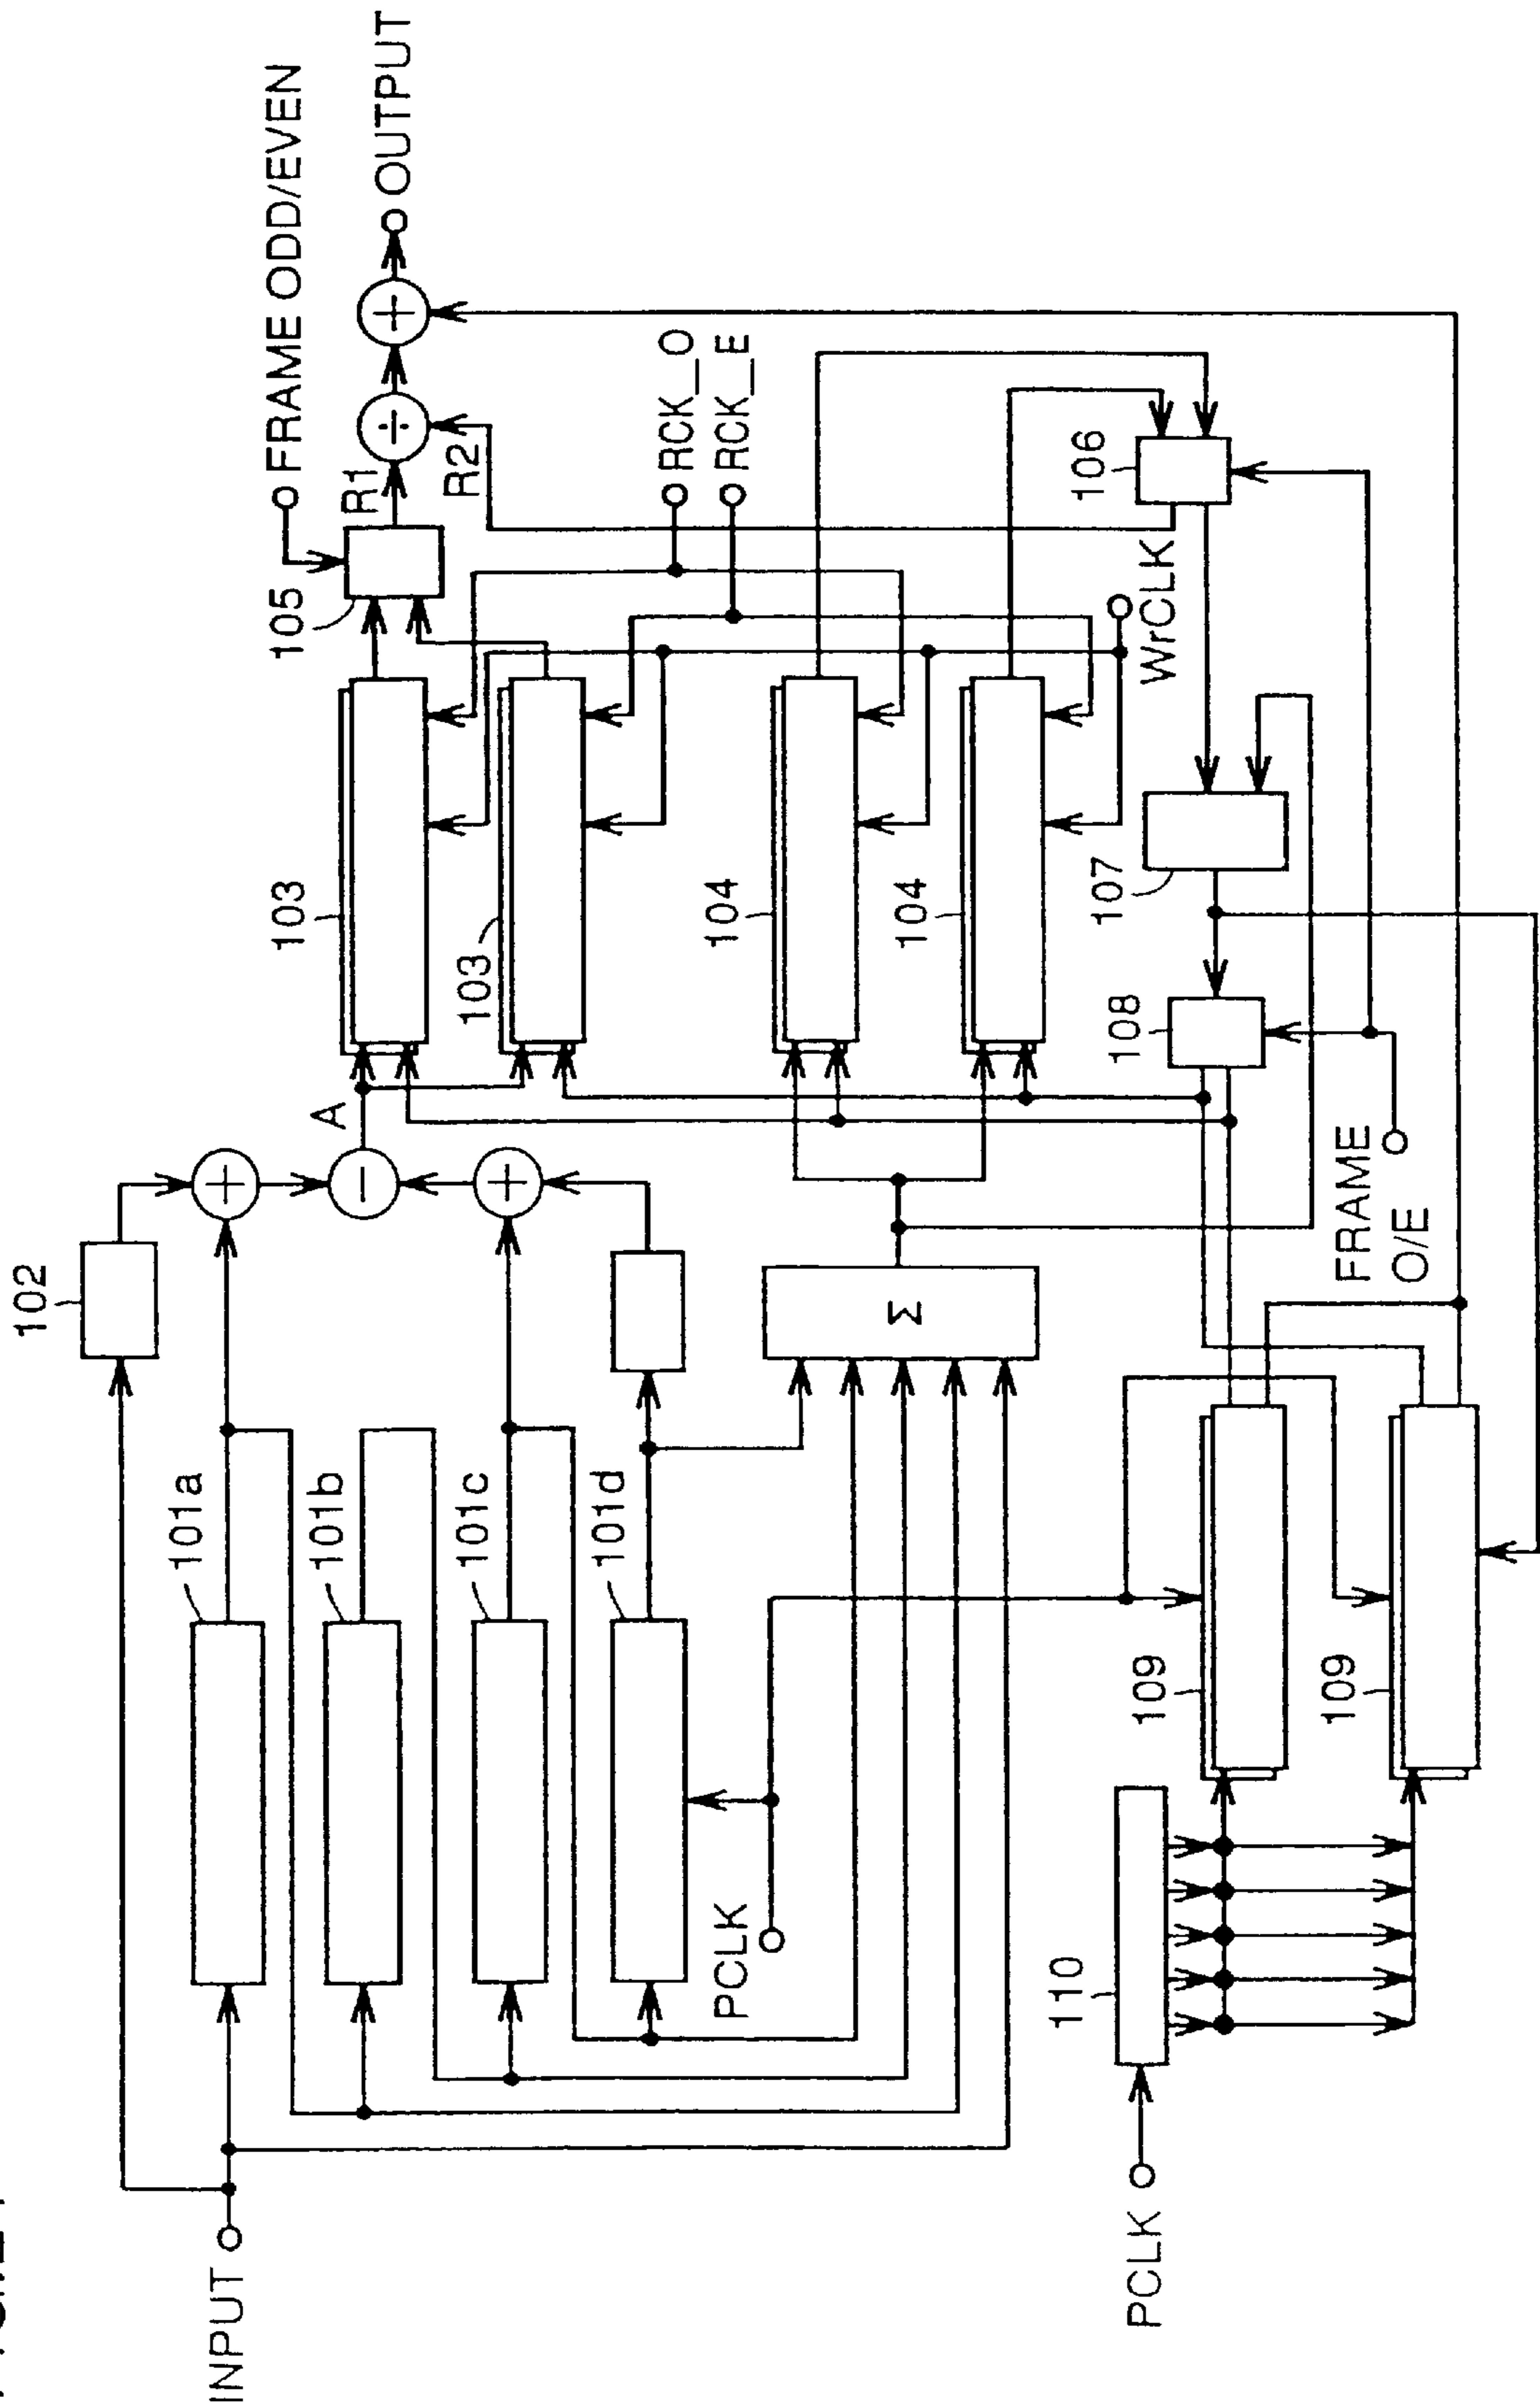 FRAME ODD/EVEN
OUTPUT
R1
R2
105
RCK_O
RCK_E
106
WrCLK
103
103
104
104
107
108
A
102
FRAME
O/E
Σ
101a
101b
101c
101d
109
109
PCLK
110
INPUT
PCLK